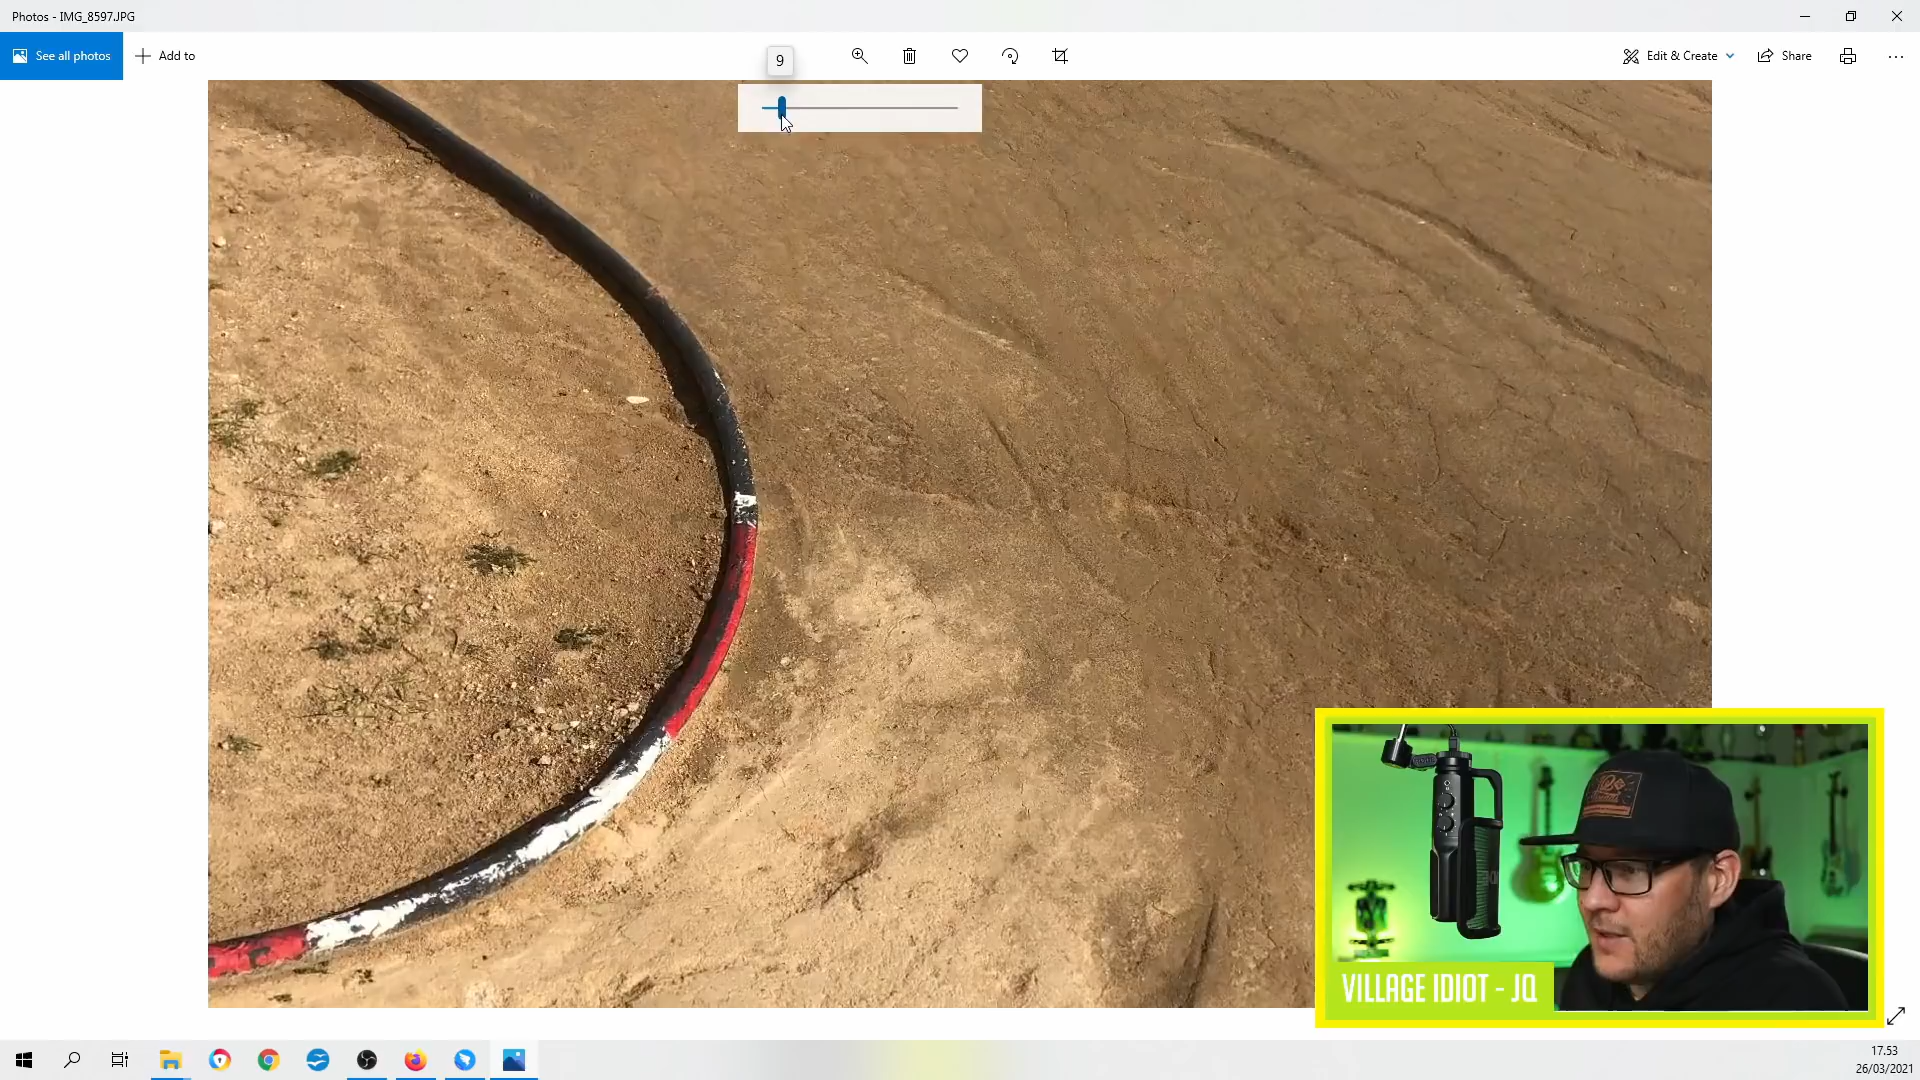 Photos - IMG_8597.JPG
See all photos
Add to
9
Edit & Create
Share
VILLAGE IDIOT - JQ
17.53
26/03/2021